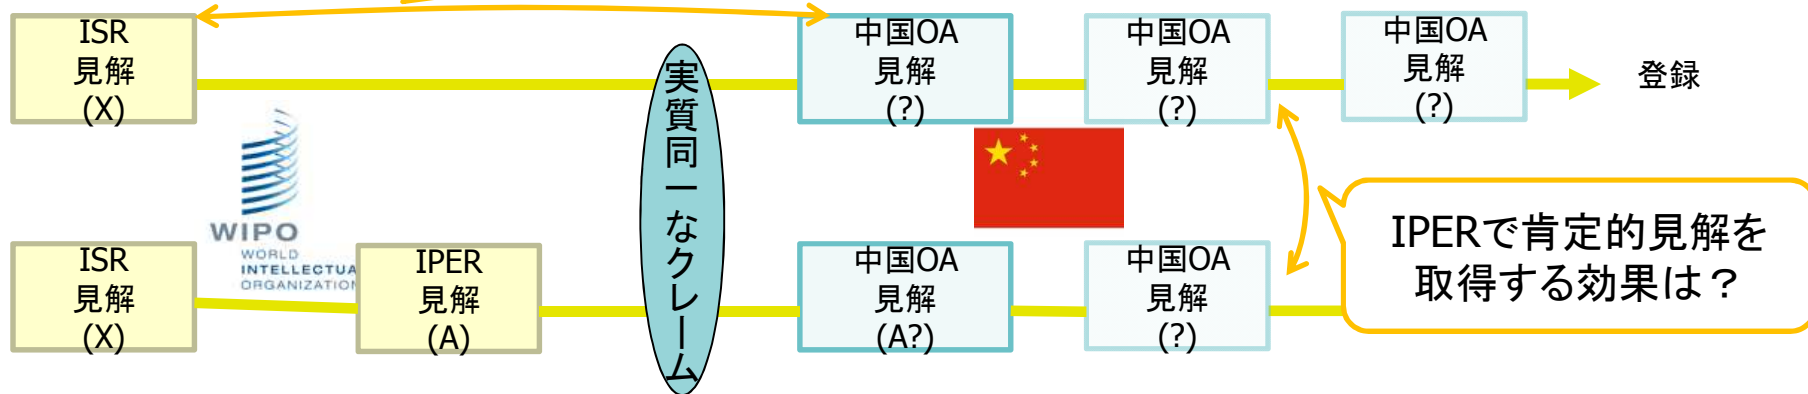 ISR
見解
(X)
中国OA
見解
(?)
中国OA
見解
(?)
中国OA
見解
(?)
登録
実質同一なクレーム
WIPO
WORLD
INTELLECTUA
ORGANIZATION
ISR
見解
(X)
IPER
見解
(A)
中国OA
見解
(A?)
中国OA
見解
(?)
IPERで肯定的見解を
取得する効果は？